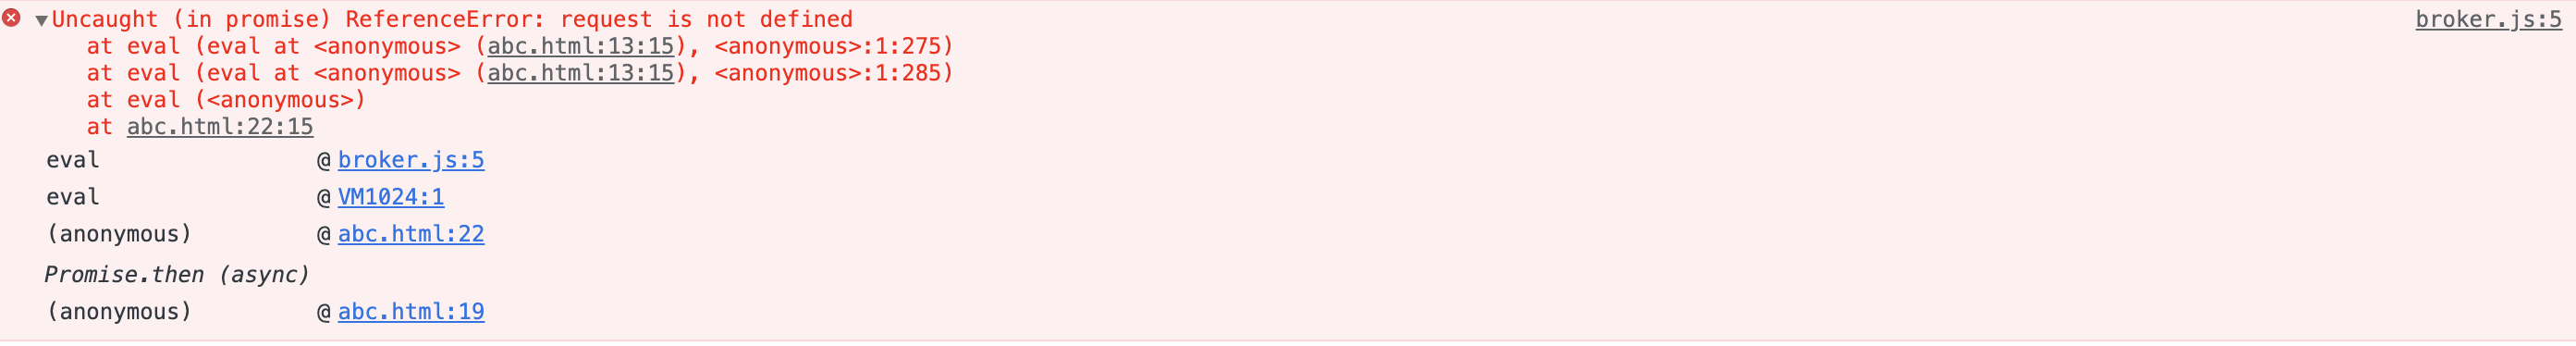 ▼Uncaught (in promise) ReferenceError: request is not defined broker.js:5
at eval (eval at <anonymous> (abc.html:13:15), <anonymous>:1:275)
at eval (eval at <anonymous> (abc.html:13:15), <anonymous>:1:285)
at eval (<anonymous>)
at abc.html:22:15
eval @ broker.js:5
eval @ VM1024:1
(anonymous) @ abc.html:22
Promise.then (async)
(anonymous) @ abc.html:19